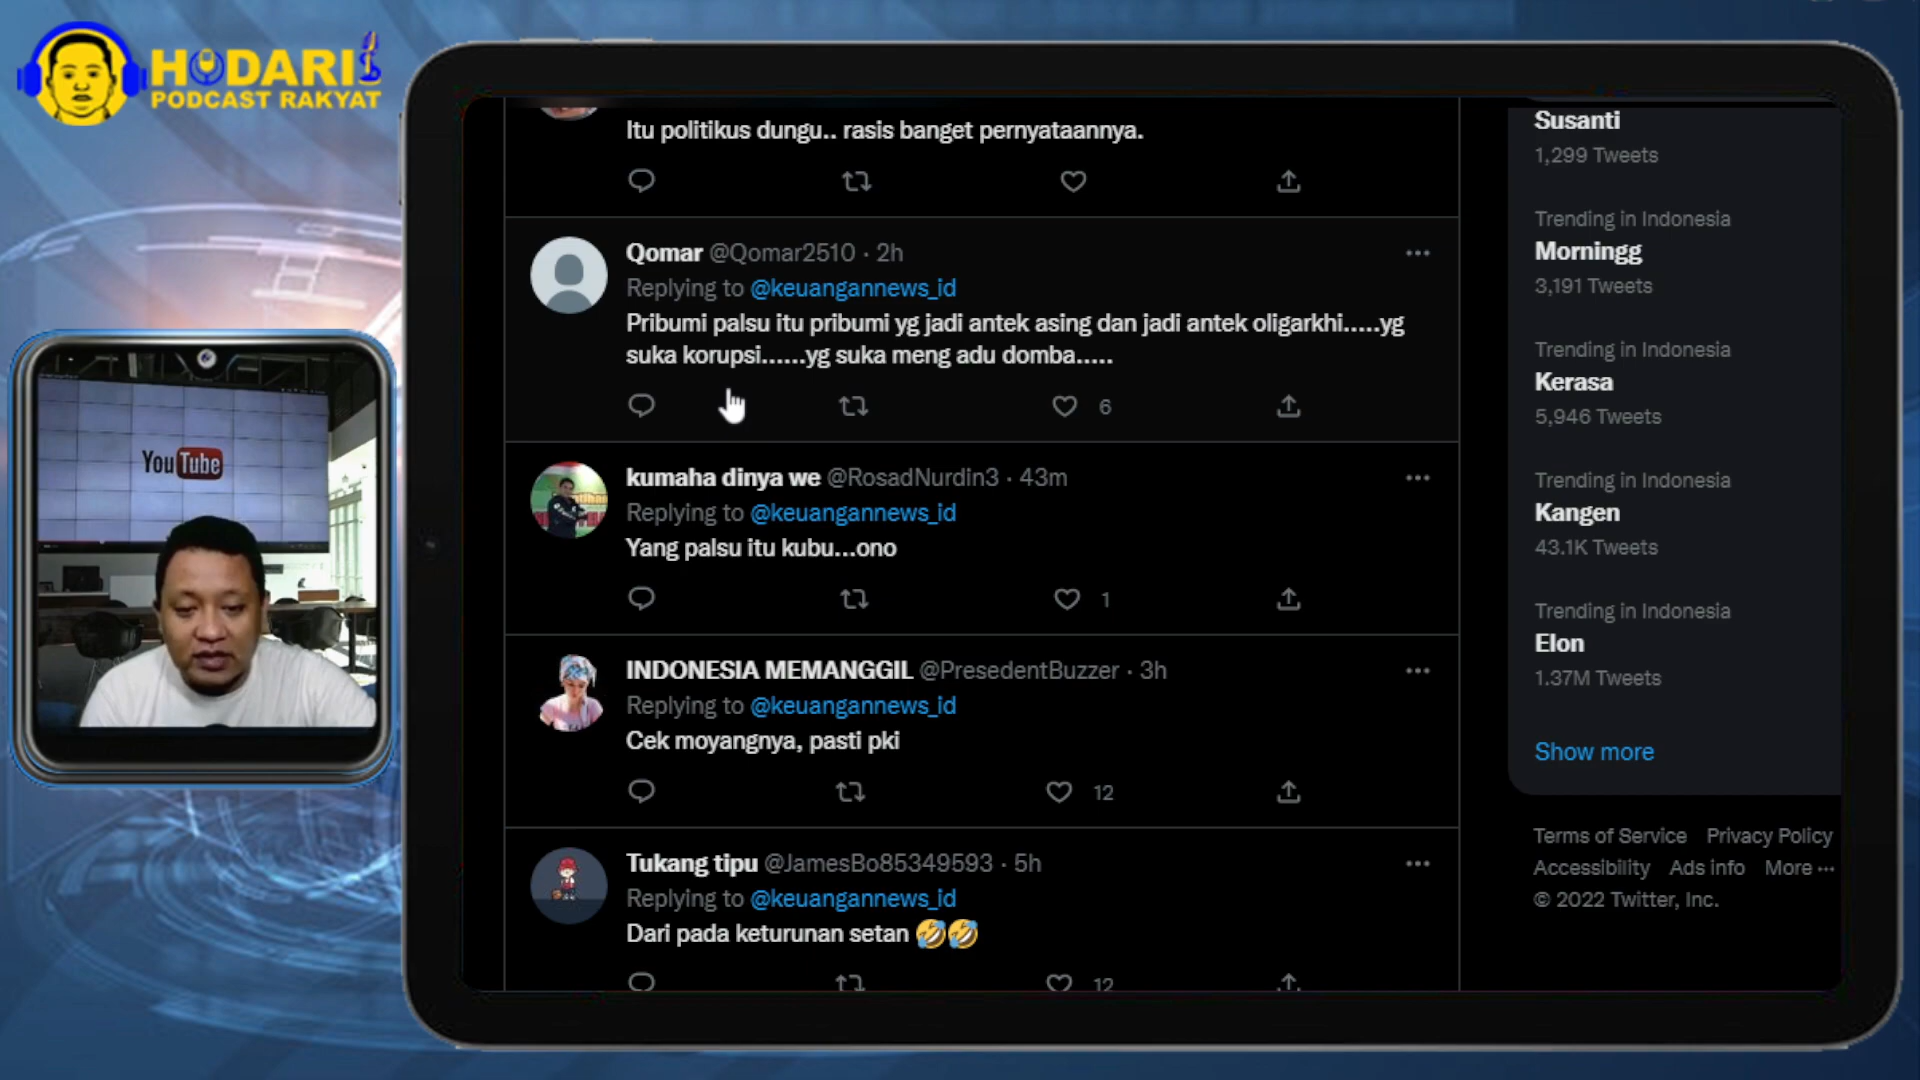 HODARI
PODCAST RAKYAT
YouTube
Itu politikus dungu.. rasis banget pernyataannya.
Qomar @Qomar2510 · 2h
Replying to @keuangannews_id
Pribumi palsu itu pribumi yg jadi antek asing dan jadi antek oligarkhi.....yg
suka korupsi......yg suka meng adu domba.....
6
kumaha dinya we @RosadNurdin3 · 43m
Replying to @keuangannews_id
Yang palsu itu kubu...ono
1
INDONESIA MEMANGGIL @PresedentBuzzer · 3h
Replying to @keuangannews_id
Cek moyangnya, pasti pki
12
Tukang tipu @JamesBo85349593 · 5h
Replying to @keuangannews_id
Dari pada keturunan setan 🤣🤣
12
Susanti
1,299 Tweets
Trending in Indonesia
Morningg
3,191 Tweets
Trending in Indonesia
Kerasa
5,946 Tweets
Trending in Indonesia
Kangen
43.1K Tweets
Trending in Indonesia
Elon
1.37M Tweets
Show more
Terms of Service Privacy Policy
Accessibility Ads info More ···
© 2022 Twitter, Inc.